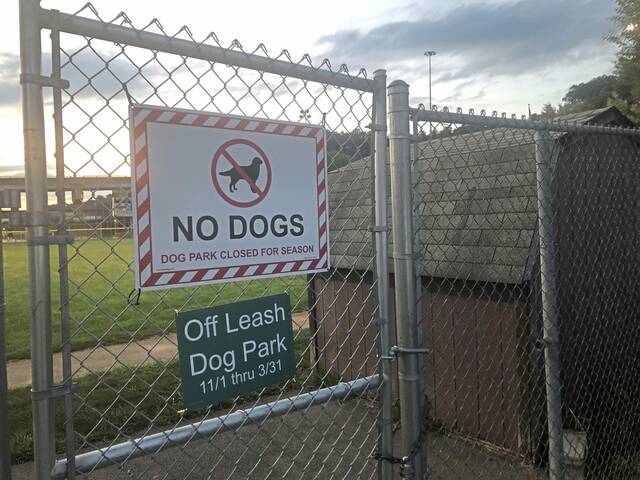 NO DOGS
DOG PARK CLOSED FOR SEASON
Off Leash
Dog Park
11/1 thru 3/31